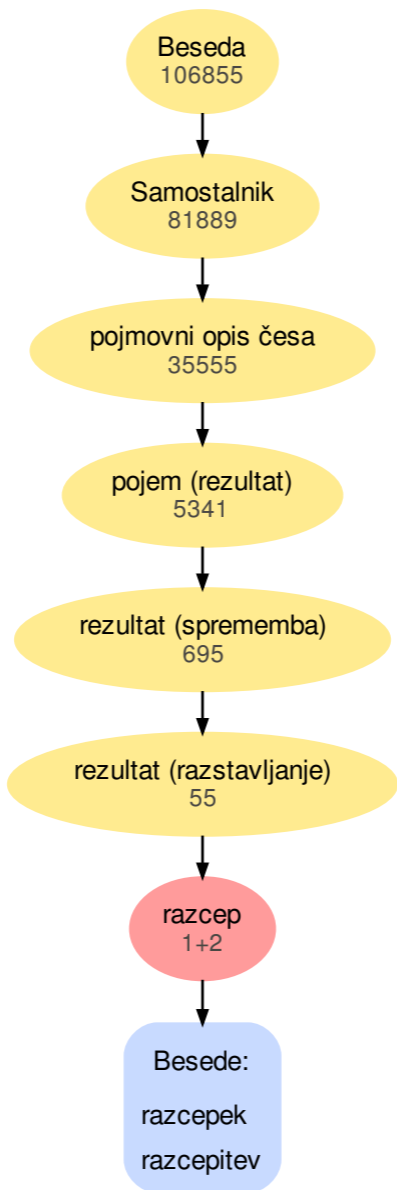 Beseda
106855
Samostalnik
81889
pojmovni opis česa
35555
pojem (rezultat)
5341
rezultat (sprememba)
695
rezultat (razstavljanje)
55
razcep
1+2
Besede:
razcepek
razcepitev